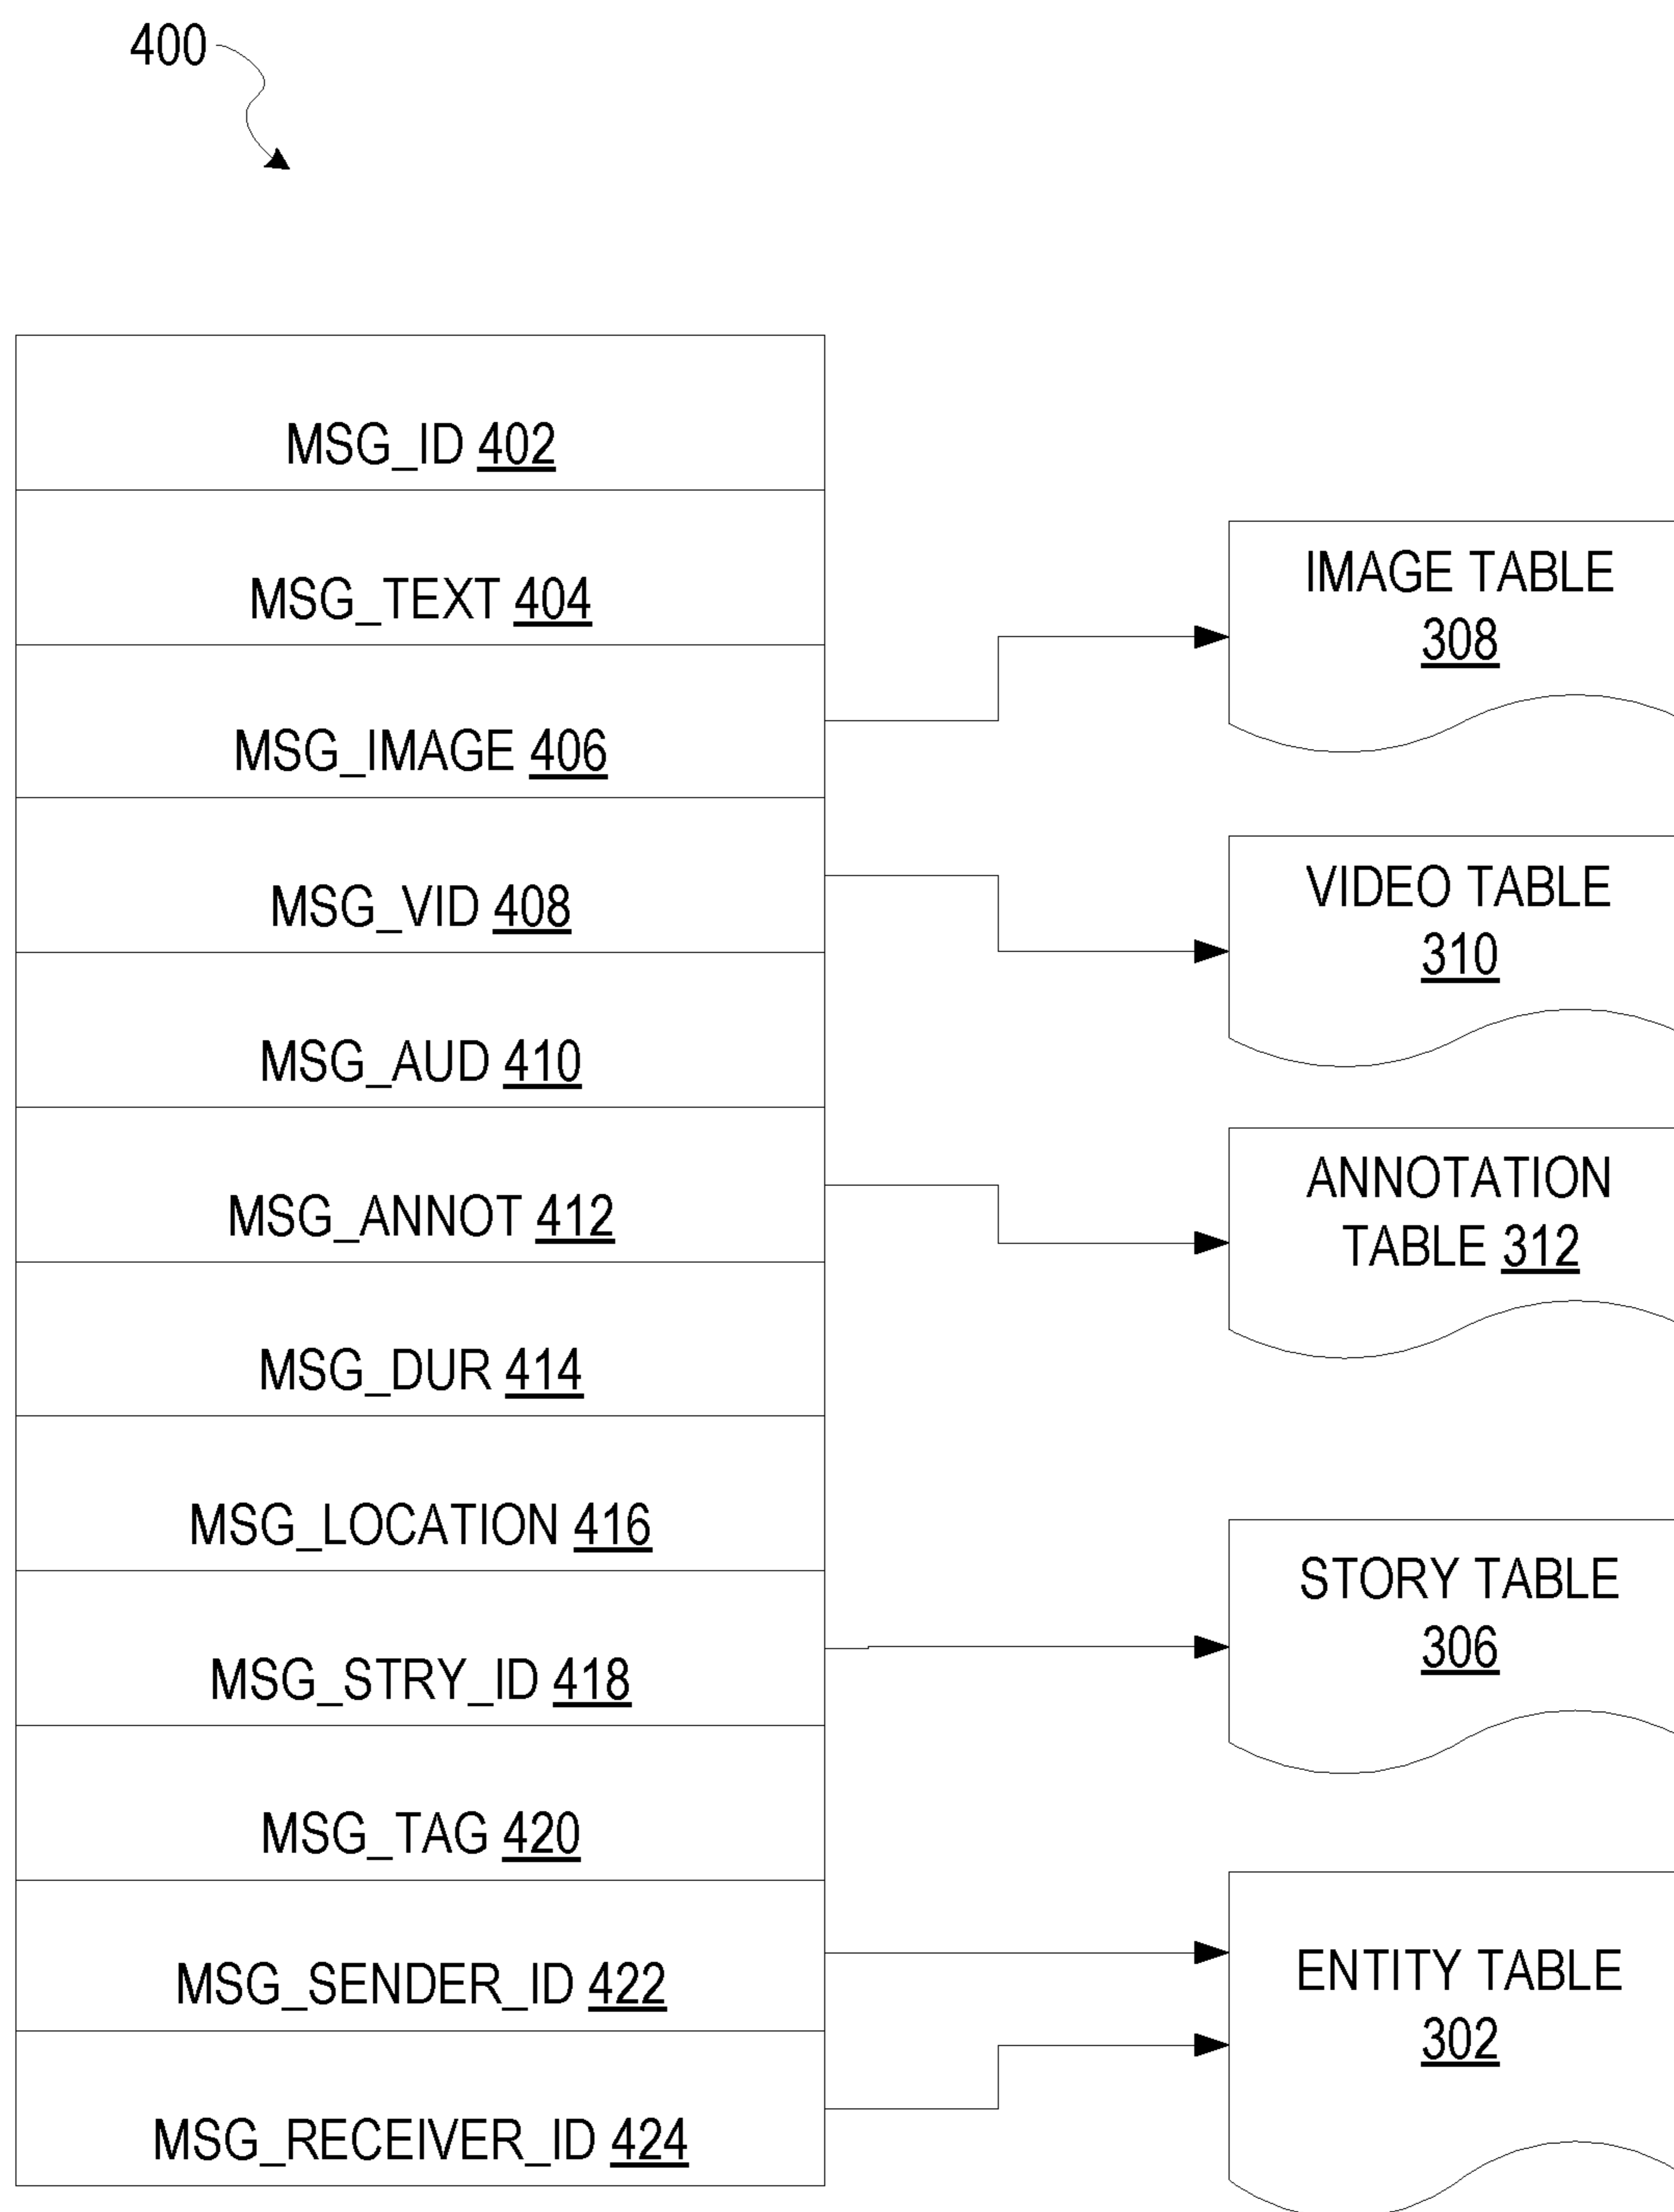 400
MSG_ID 402
MSG_TEXT 404
MSG_IMAGE 406
MSG_VID 408
MSG_AUD 410
MSG_ANNOT 412
MSG_DUR 414
MSG_LOCATION 416
MSG_STRY_ID 418
MSG_TAG 420
MSG_SENDER_ID 422
MSG_RECEIVER_ID 424
IMAGE TABLE
308
VIDEO TABLE
310
ANNOTATION
TABLE 312
STORY TABLE
306
ENTITY TABLE
302